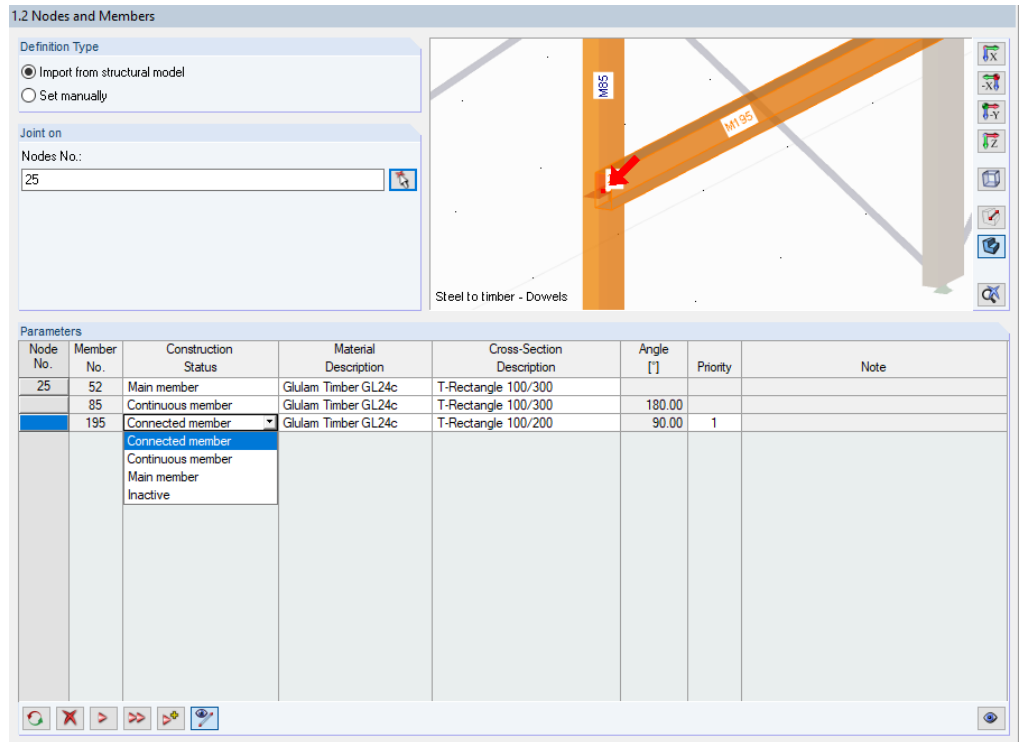 1.2 Nodes and Members
Definition Type
Import from structural model
Set manually
Joint on
Nodes No.:
25
M85
M195
Steel to timber - Dowels
X
-X
-Y
Z
Parameters
Node No. Member No. Construction Status Material Description Cross-Section Description Angle [°] Priority Note
25 52 Main member Glulam Timber GL24c T-Rectangle 100/300
85 Continuous member Glulam Timber GL24c T-Rectangle 100/300 180.00
195 Connected member Glulam Timber GL24c T-Rectangle 100/200 90.00 1
Connected member
Continuous member
Main member
Inactive